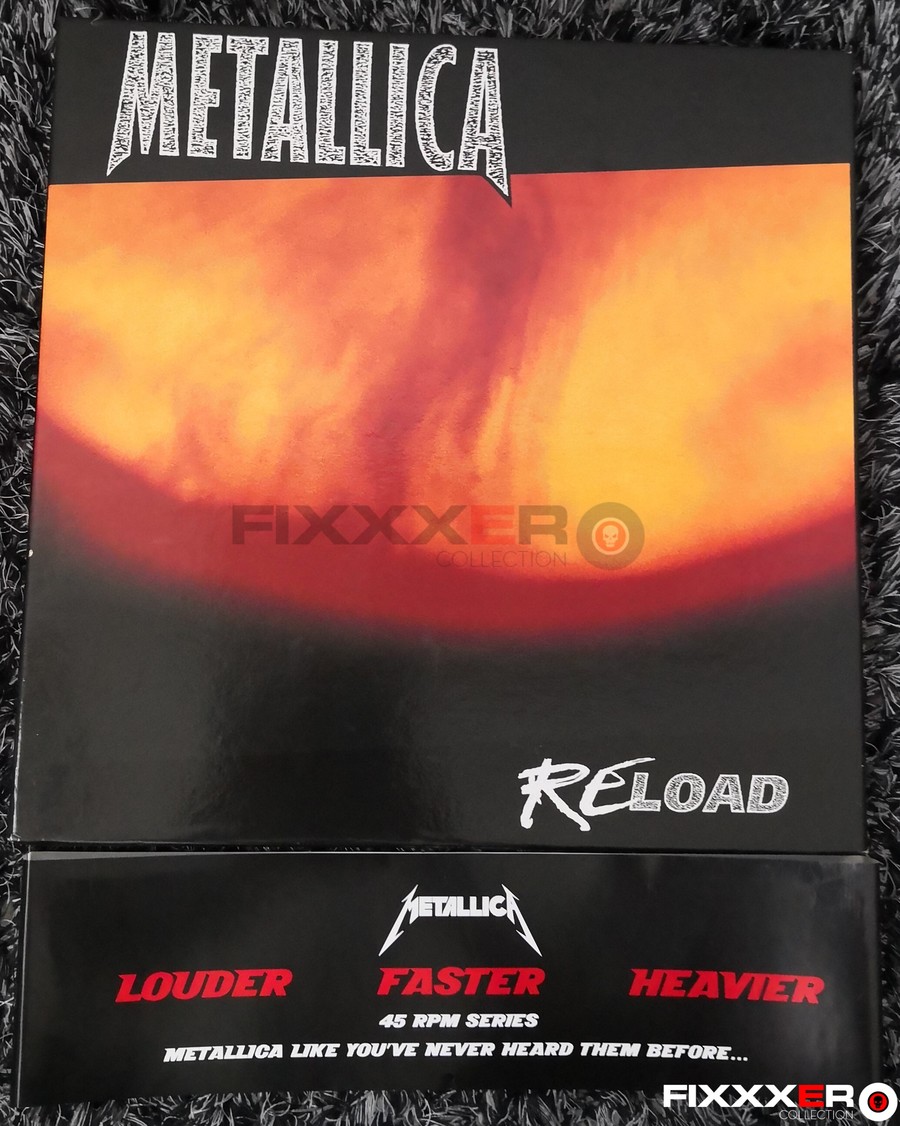 METALLICA
FIXXXER
COLLECTION
RELOAD
METALLICA
LOUDER FASTER HEAVIER
45 RPM SERIES
METALLICA LIKE YOU'VE NEVER HEARD THEM BEFORE...
FIXXXER
COLLECTION